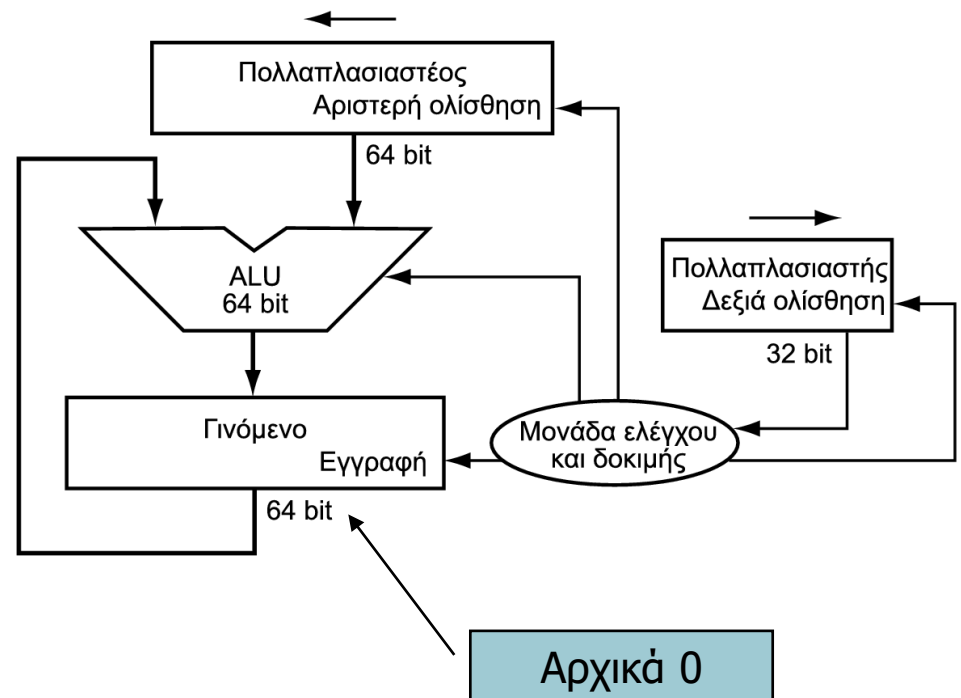 Πολλαπλασιαστέος
Αριστερή ολίσθηση
64 bit
ALU
64 bit
Πολλαπλασιαστής
Δεξιά ολίσθηση
32 bit
Γινόμενο
Εγγραφή
64 bit
Μονάδα ελέγχου
και δοκιμής
Αρχικά 0